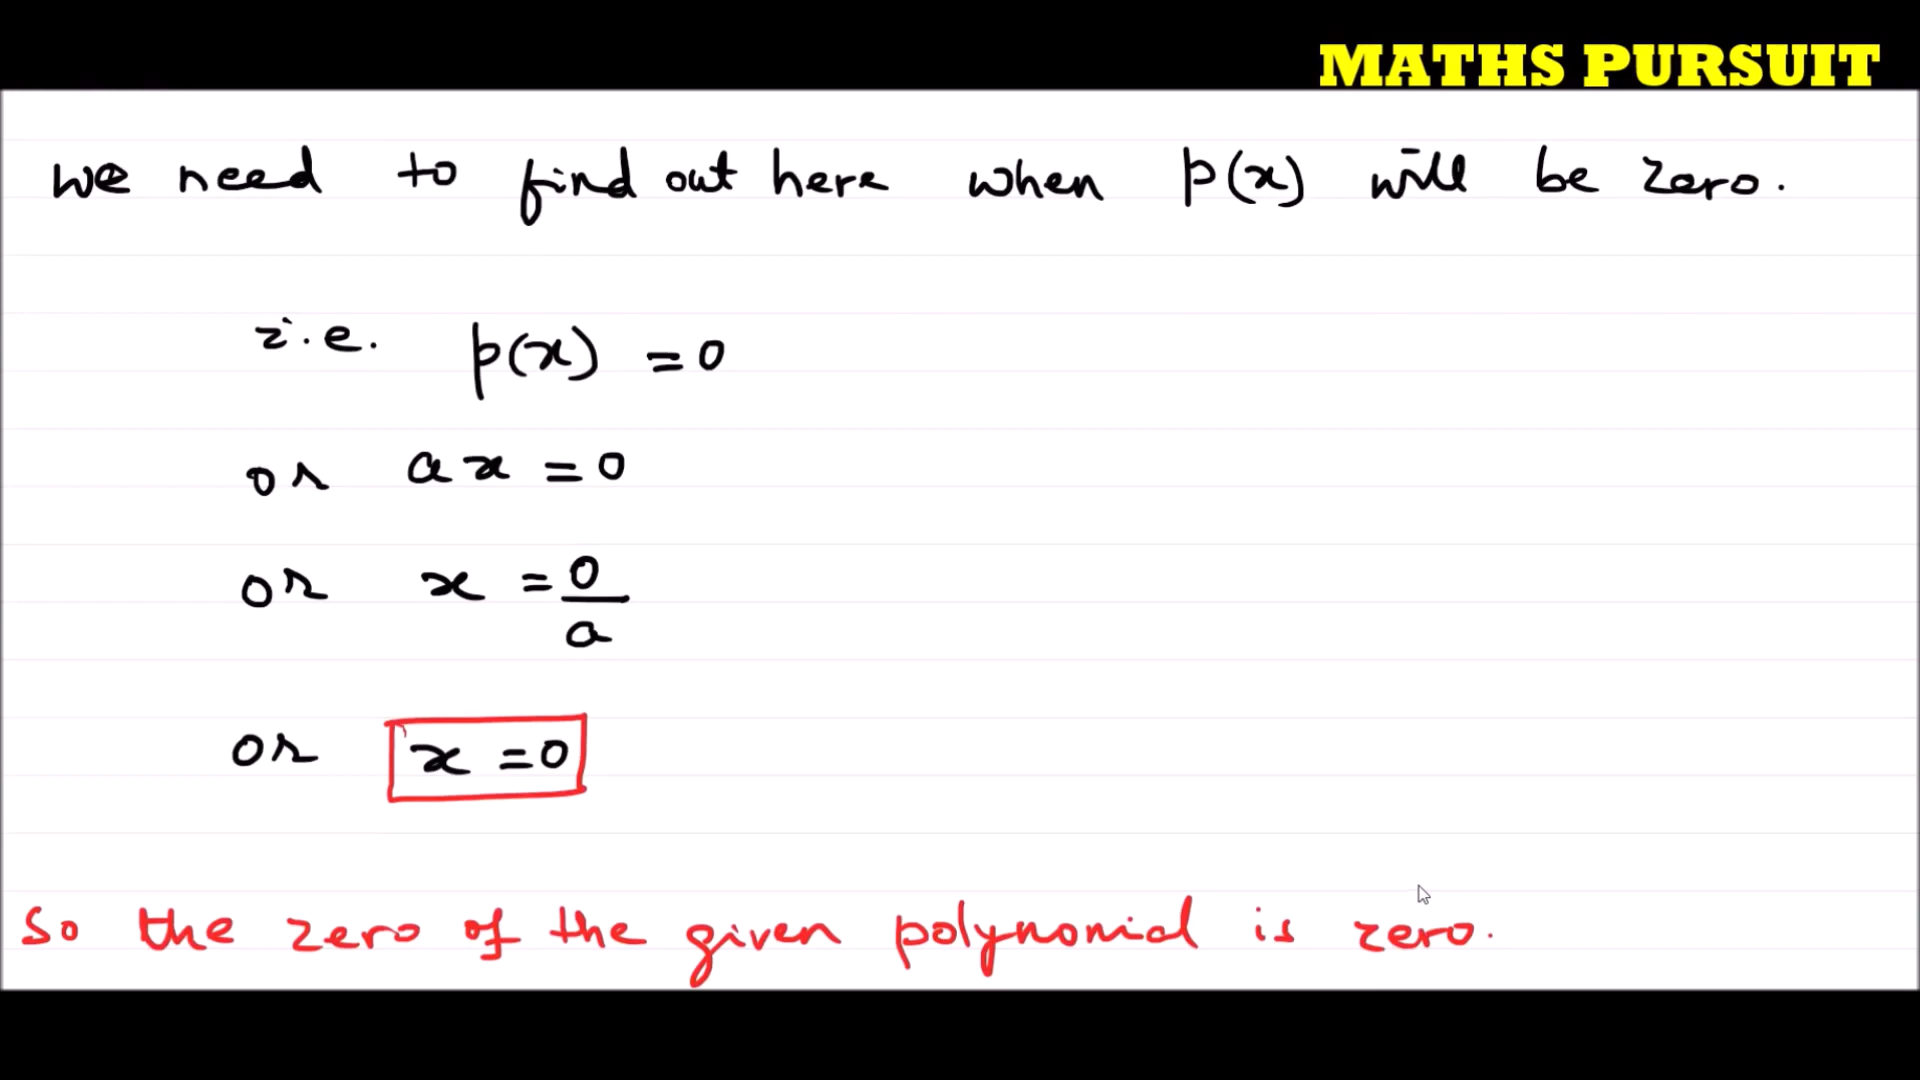 MATHS PURSUIT
we need to find out here when p(x) will be zero.
i.e. p(x) = 0
or ax = 0
or x = 0/a
or x = 0
So the zero of the given polynomial is zero.